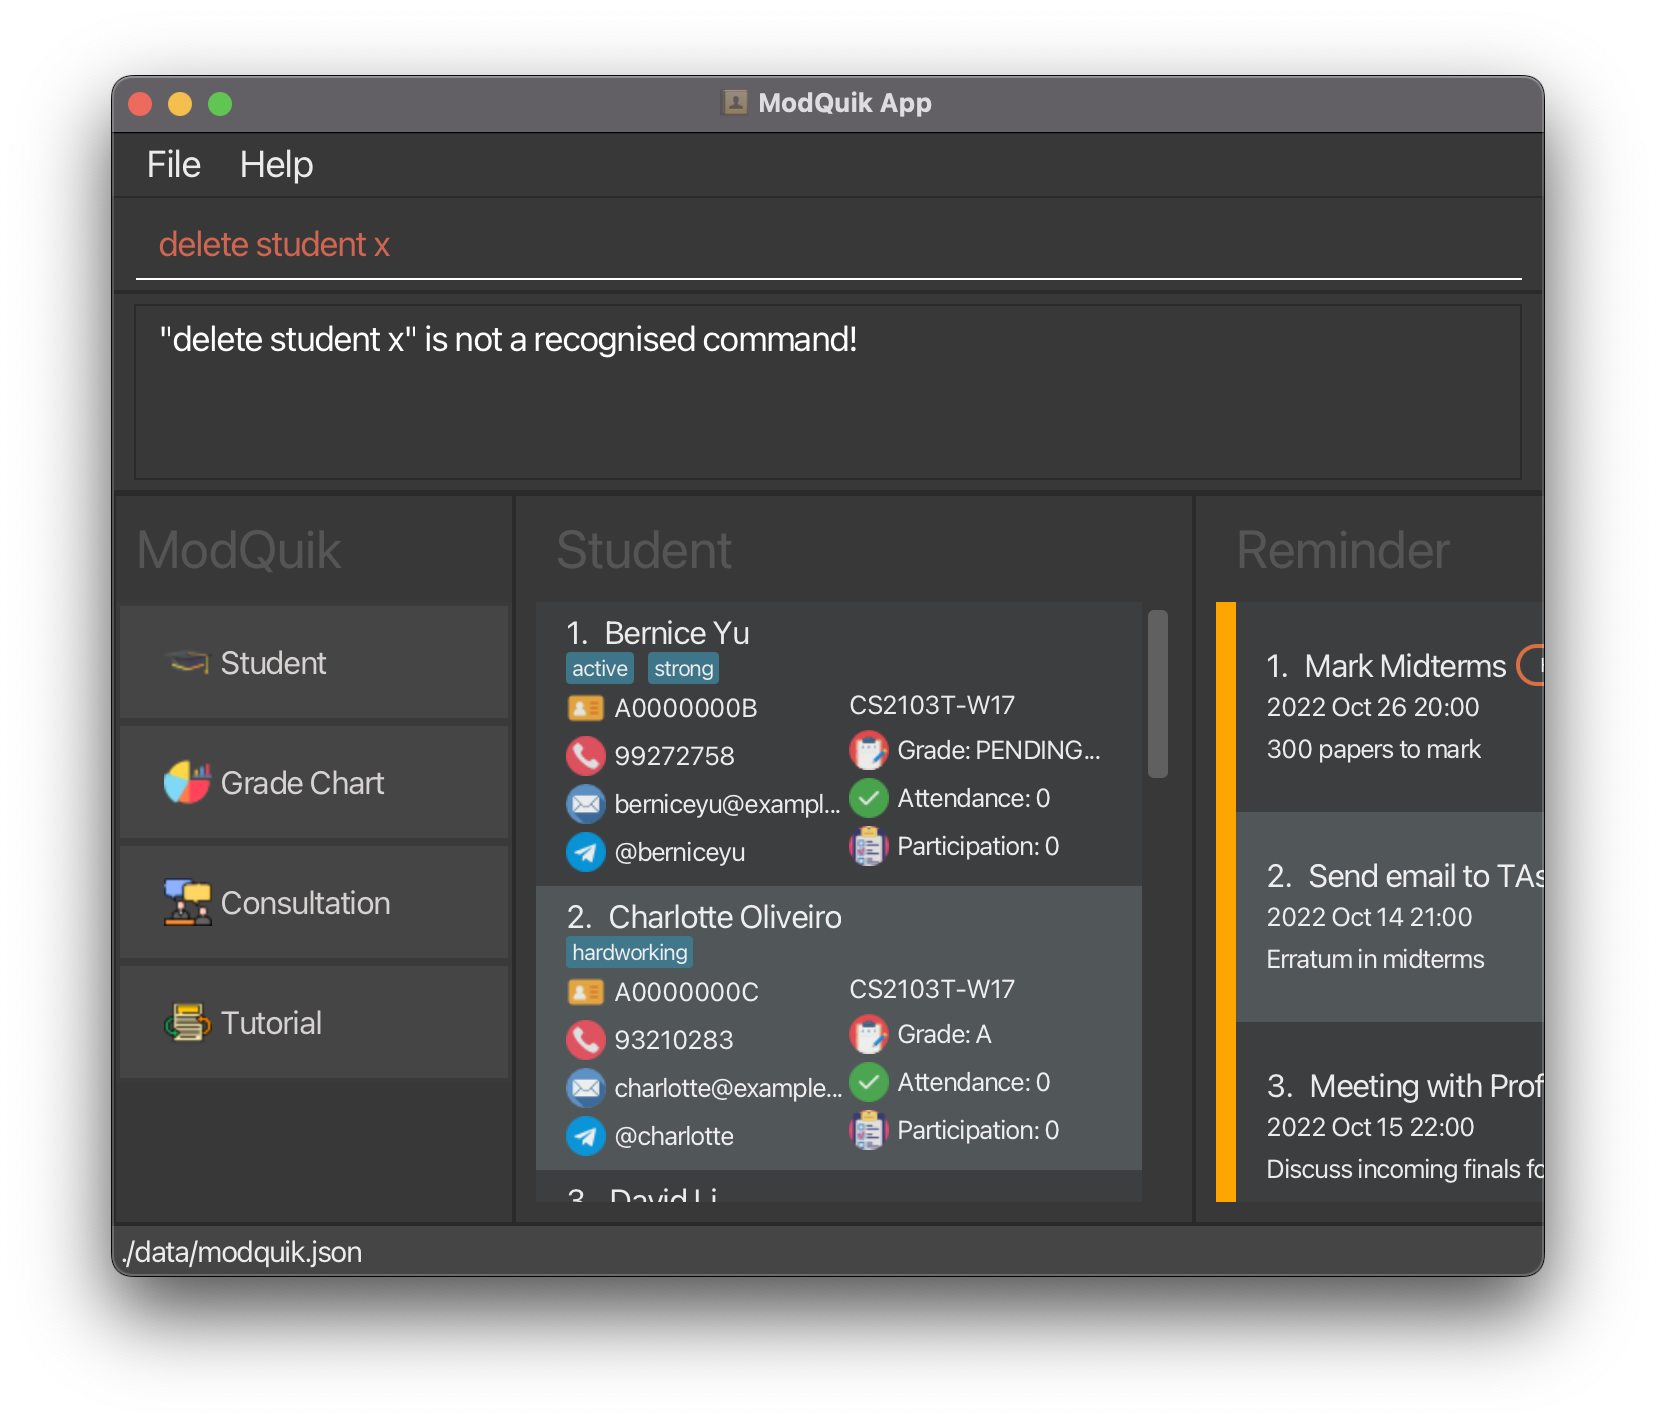 ModQuik App
File Help
delete student x
"delete student x" is not a recognised command!
ModQuik
Student
Grade Chart
Consultation
Tutorial
Student
1. Bernice Yu
active strong
A0000000B
99272758
berniceyu@exampl...
@berniceyu
CS2103T-W17
Grade: PENDING...
Attendance: 0
Participation: 0
2. Charlotte Oliveiro
hardworking
A0000000C
93210283
charlotte@example...
@charlotte
CS2103T-W17
Grade: A
Attendance: 0
Participation: 0
3. David Li
Reminder
1. Mark Midterms
2022 Oct 26 20:00
300 papers to mark
2. Send email to TAs
2022 Oct 14 21:00
Erratum in midterms
3. Meeting with Prof
2022 Oct 15 22:00
Discuss incoming finals fo
./data/modquik.json